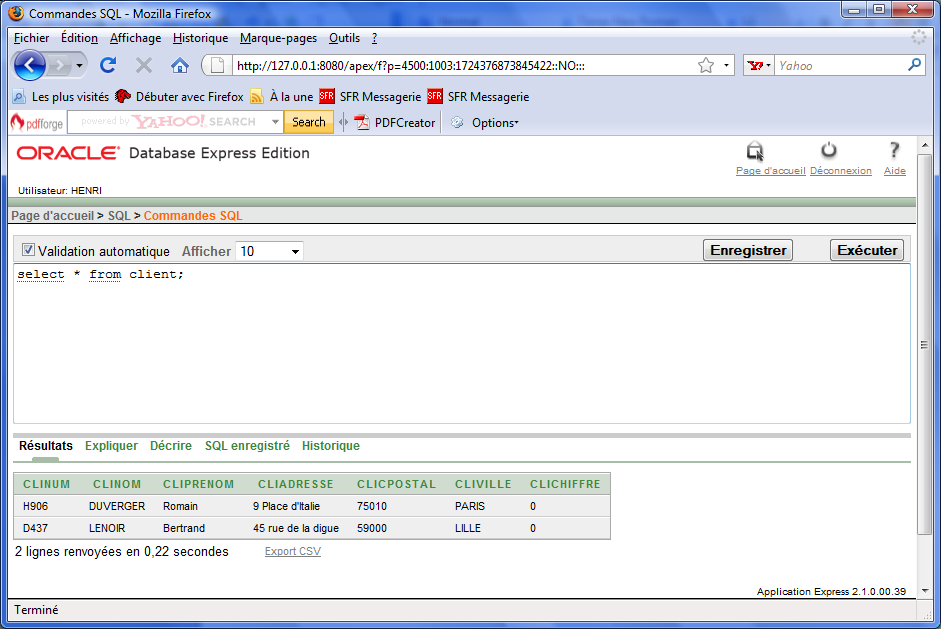 Commandes SQL - Mozilla Firefox
Fichier Édition Affichage Historique Marque-pages Outils ?
http://127.0.0.1:8080/apex/f?p=4500:1003:1724376873845422::NO::: Yahoo
Les plus visités Débuter avec Firefox À la une SFR SFR Messagerie SFR SFR Messagerie
pdfforge powered by YAHOO! SEARCH Search PDFCreator Options
ORACLE Database Express Edition
Page d'accueil Déconnexion Aide
Utilisateur: HENRI
Page d'accueil > SQL > Commandes SQL
Validation automatique Afficher 10 Enregistrer Exécuter
select * from client;
Résultats Expliquer Décrire SQL enregistré Historique
CLINUM CLINOM CLIPRENOM CLIADRESSE CLICPOSTAL CLIVILLE CLICHIFFRE
H906 DUVERGER Romain 9 Place d'Italie 75010 PARIS 0
D437 LENOIR Bertrand 45 rue de la digue 59000 LILLE 0
2 lignes renvoyées en 0,22 secondes Export CSV
Application Express 2.1.0.00.39
Terminé